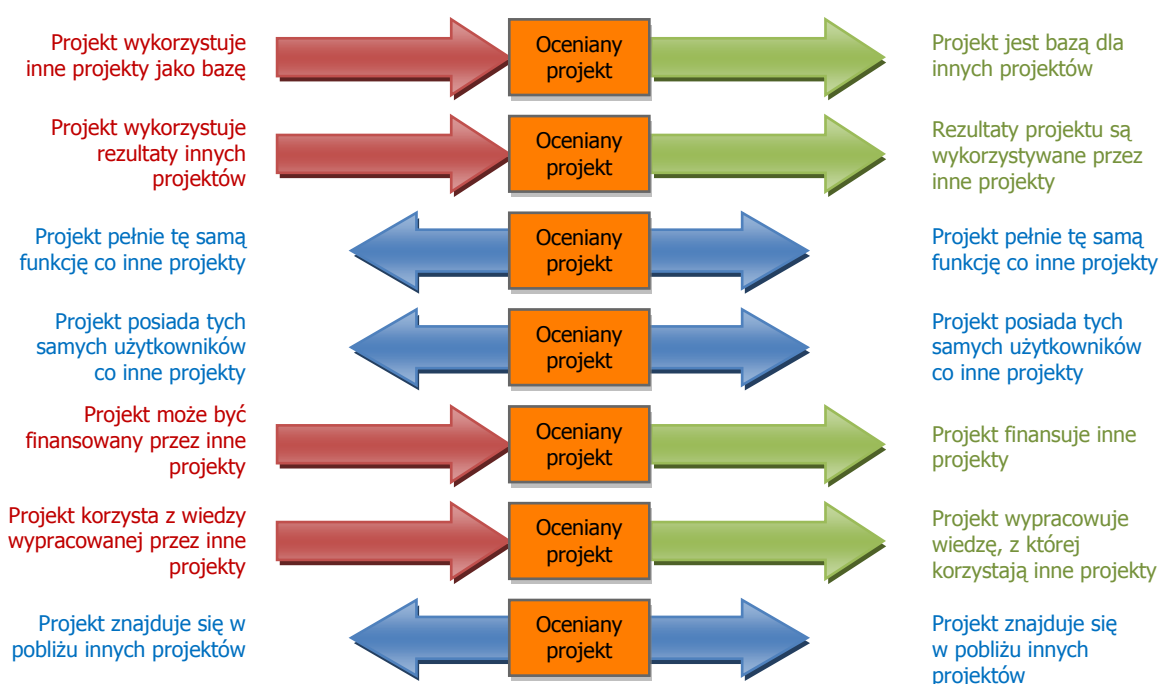 Projekt wykorzystuje
inne projekty jako bazę
Oceniany
projekt
Projekt jest bazą dla
innych projektów
Projekt wykorzystuje
rezultaty innych
projektów
Oceniany
projekt
Rezultaty projektu są
wykorzystywane przez
inne projekty
Projekt pełnie tę samą
funkcję co inne projekty
Oceniany
projekt
Projekt pełnie tę samą
funkcję co inne projekty
Projekt posiada tych
samych użytkowników
co inne projekty
Oceniany
projekt
Projekt posiada tych
samych użytkowników
co inne projekty
Projekt może być
finansowany przez inne
projekty
Oceniany
projekt
Projekt finansuje inne
projekty
Projekt korzysta z wiedzy
wypracowanej przez inne
projekty
Oceniany
projekt
Projekt wypracowuje
wiedzę, z której
korzystają inne projekty
Projekt znajduje się w
pobliżu innych projektów
Oceniany
projekt
Projekt znajduje się
w pobliżu innych
projektów